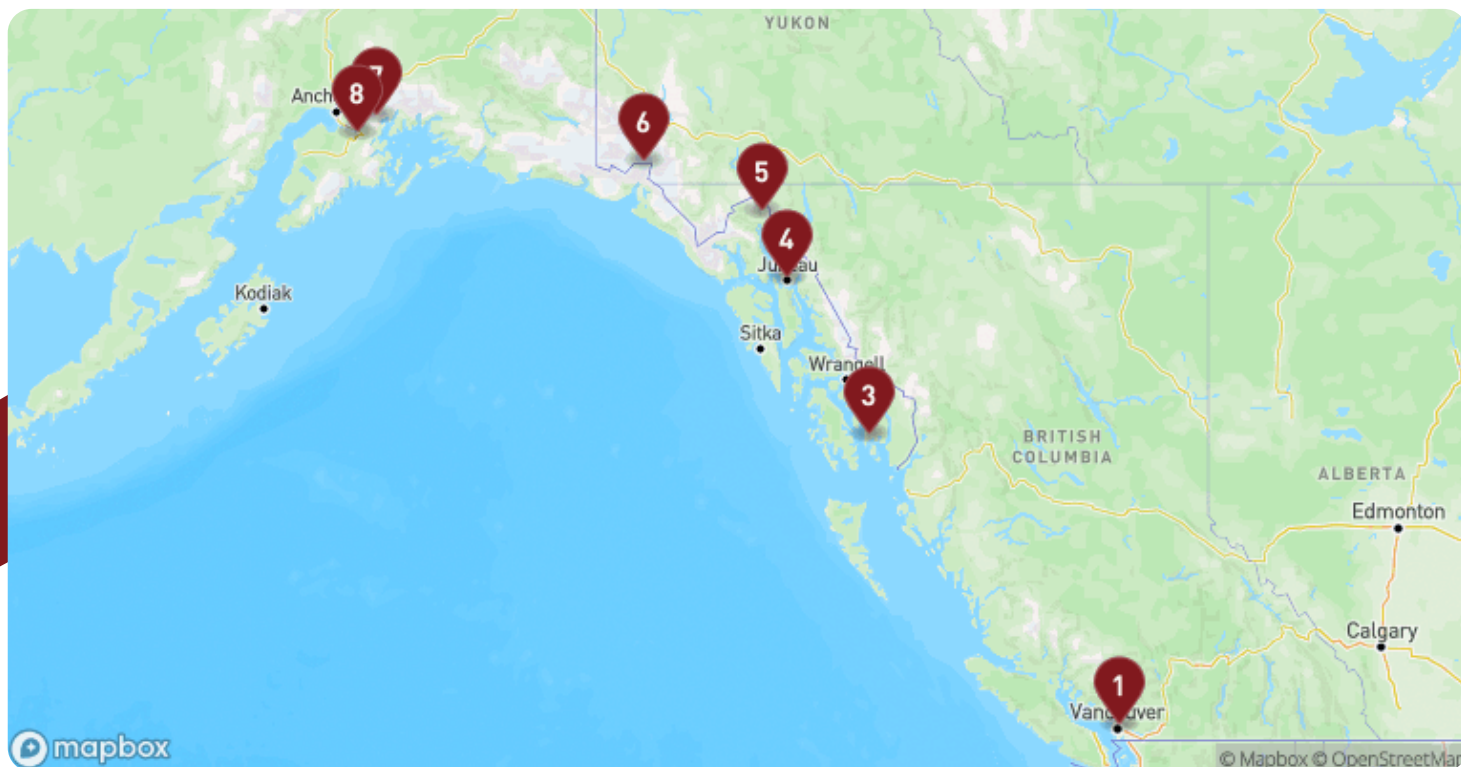 YUKON
7
Anch
8
6
5
4
Juneau
Kodiak
Sitka
Wrangell
3
BRITISH
COLUMBIA
ALBERTA
Edmonton
Calgary
1
Vancouver
mapbox
© Mapbox © OpenStreetMap